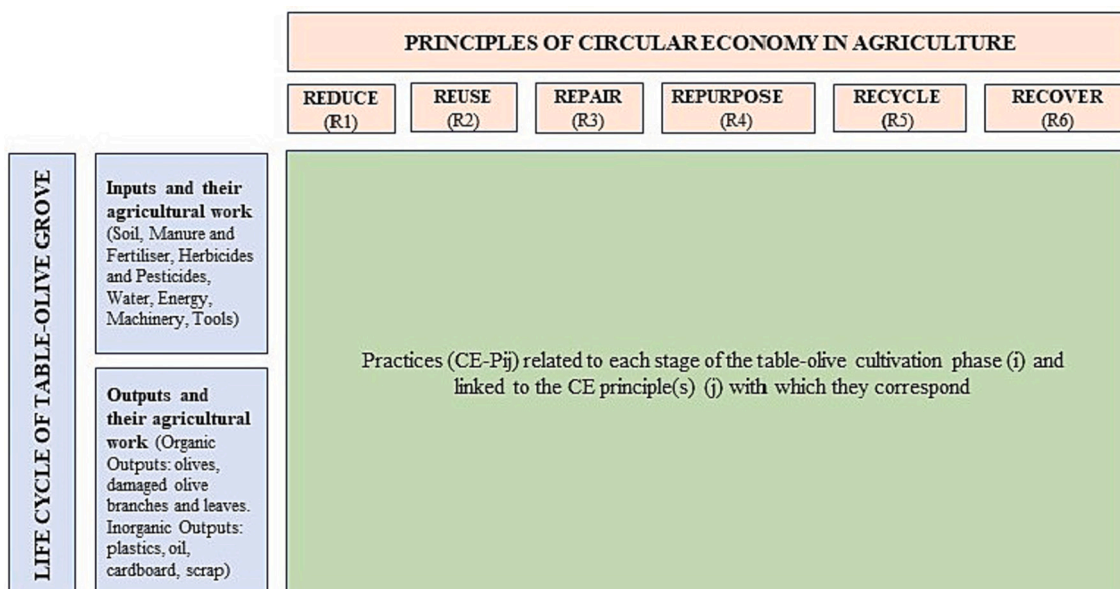 PRINCIPLES OF CIRCULAR ECONOMY IN AGRICULTURE
REDUCE
(R1)
REUSE
(R2)
REPAIR
(R3)
REPURPOSE
(R4)
RECYCLE
(R5)
RECOVER
(R6)
LIFE CYCLE OF TABLE-OLIVE GROVE
Inputs and their
agricultural work
(Soil, Manure and
Fertiliser, Herbicides
and Pesticides,
Water, Energy,
Machinery, Tools)
Outputs and
their agricultural
work (Organic
Outputs: olives,
damaged olive
branches and leaves.
Inorganic Outputs:
plastics, oil,
cardboard, scrap)
Practices (CE-Pij) related to each stage of the table-olive cultivation phase (i) and
linked to the CE principle(s) (j) with which they correspond